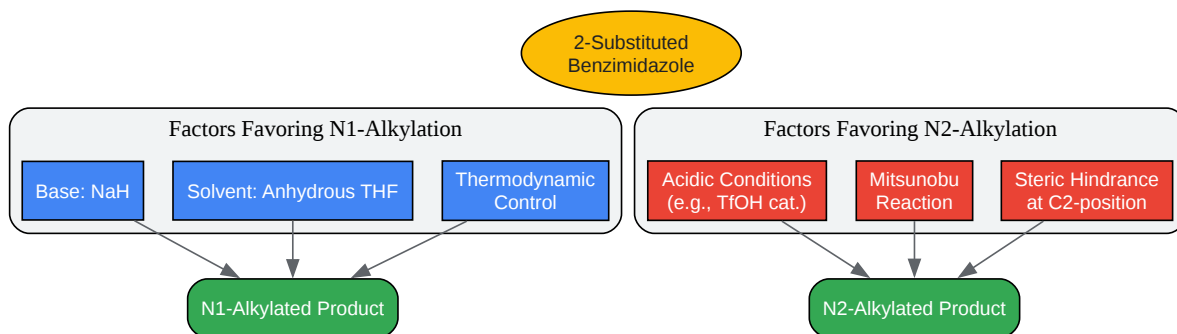 2-Substituted
Benzimidazole
Factors Favoring N1-Alkylation
Base: NaH
Solvent: Anhydrous THF
Thermodynamic
Control
N1-Alkylated Product
Factors Favoring N2-Alkylation
Acidic Conditions
(e.g., TfOH cat.)
Mitsunobu
Reaction
Steric Hindrance
at C2-position
N2-Alkylated Product